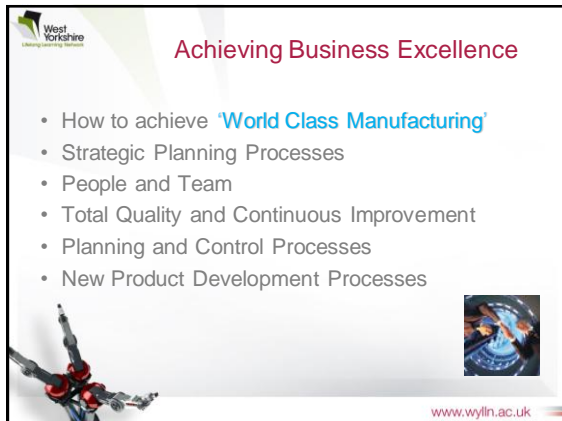 West
Yorkshire
Lifelong Learning Network
Achieving Business Excellence
• How to achieve ‘World Class Manufacturing’
• Strategic Planning Processes
• People and Team
• Total Quality and Continuous Improvement
• Planning and Control Processes
• New Product Development Processes
www.wylln.ac.uk